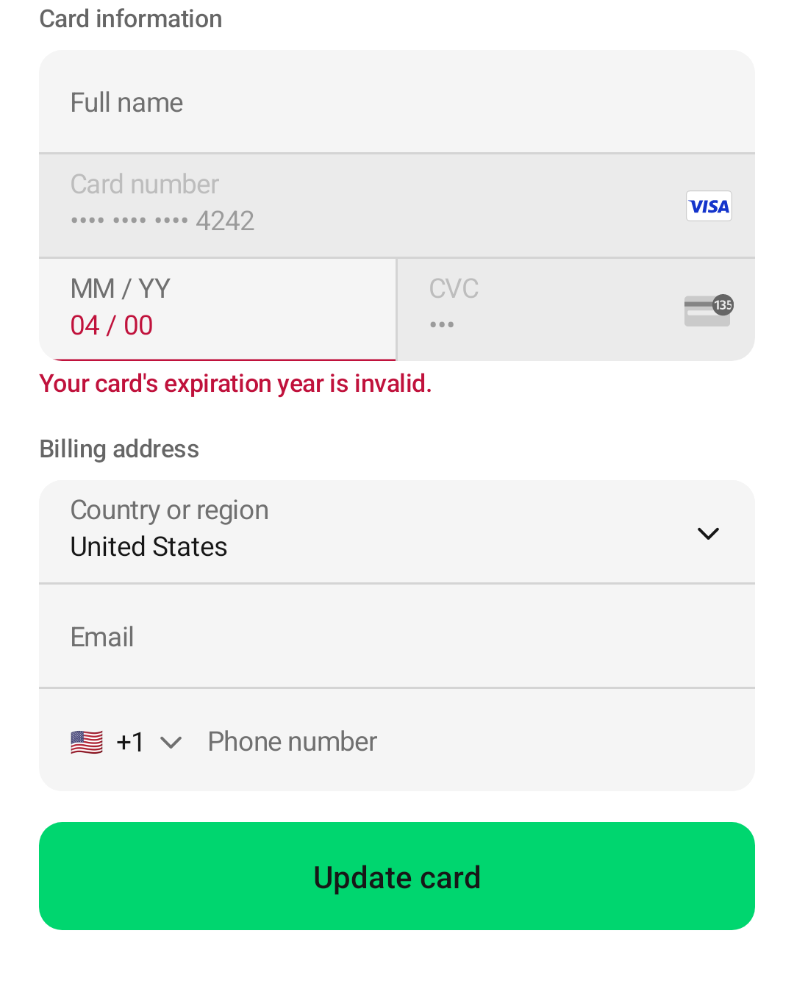 Card information
Full name
Card number
•••• •••• •••• 4242
VISA
MM / YY
04 / 00
CVC
•••
135
Your card's expiration year is invalid.
Billing address
Country or region
United States
Email
+1
Phone number
Update card